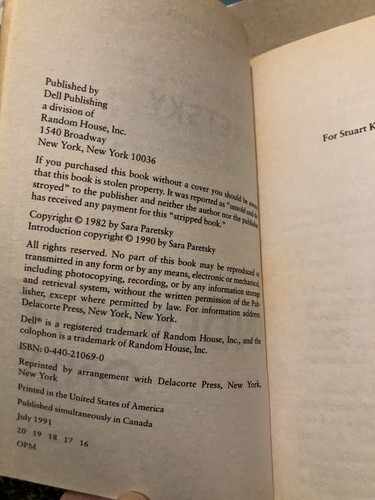 Published by
Dell Publishing
a division of
Random House, Inc.
1540 Broadway
New York, New York 10036
If you purchased this book without a cover you should be aware
that this book is stolen property. It was reported as "unsold and de-
stroyed" to the publisher and neither the author nor the publisher
has received any payment for this "stripped book."
Copyright © 1982 by Sara Paretsky
Introduction copyright © 1990 by Sara Paretsky
All rights reserved. No part of this book may be reproduced or
transmitted in any form or by any means, electronic or mechanical,
including photocopying, recording, or by any information storage
and retrieval system, without the written permission of the Pub-
lisher, except where permitted by law. For information address
Delacorte Press, New York, New York.
Dell® is a registered trademark of Random House, Inc., and the
colophon is a trademark of Random House, Inc.
ISBN: 0-440-21069-0
Reprinted by arrangement with Delacorte Press, New York,
New York
Printed in the United States of America
Published simultaneously in Canada
July 1991
20 19 18 17 16
OPM
For Stuart K